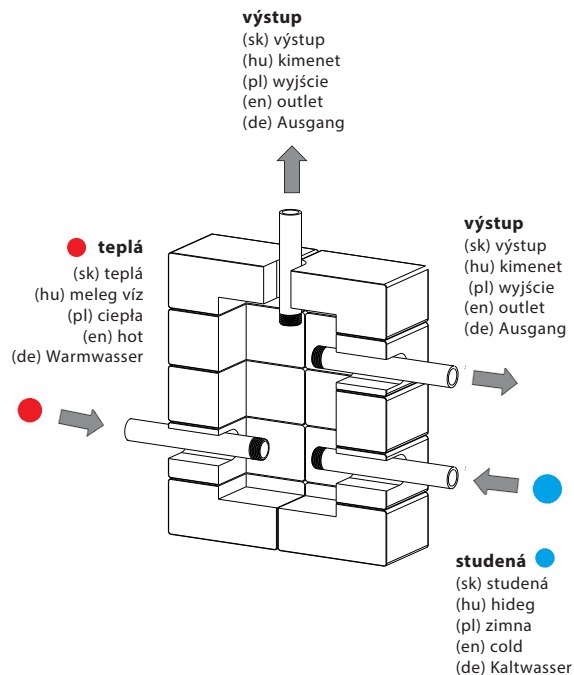 výstup
(sk) výstup
(hu) kimenet
(pl) wyjście
(en) outlet
(de) Ausgang
teplá
(sk) teplá
(hu) meleg víz
(pl) ciepła
(en) hot
(de) Warmwasser
výstup
(sk) výstup
(hu) kimenet
(pl) wyjście
(en) outlet
(de) Ausgang
studená
(sk) studená
(hu) hideg
(pl) zimna
(en) cold
(de) Kaltwasser